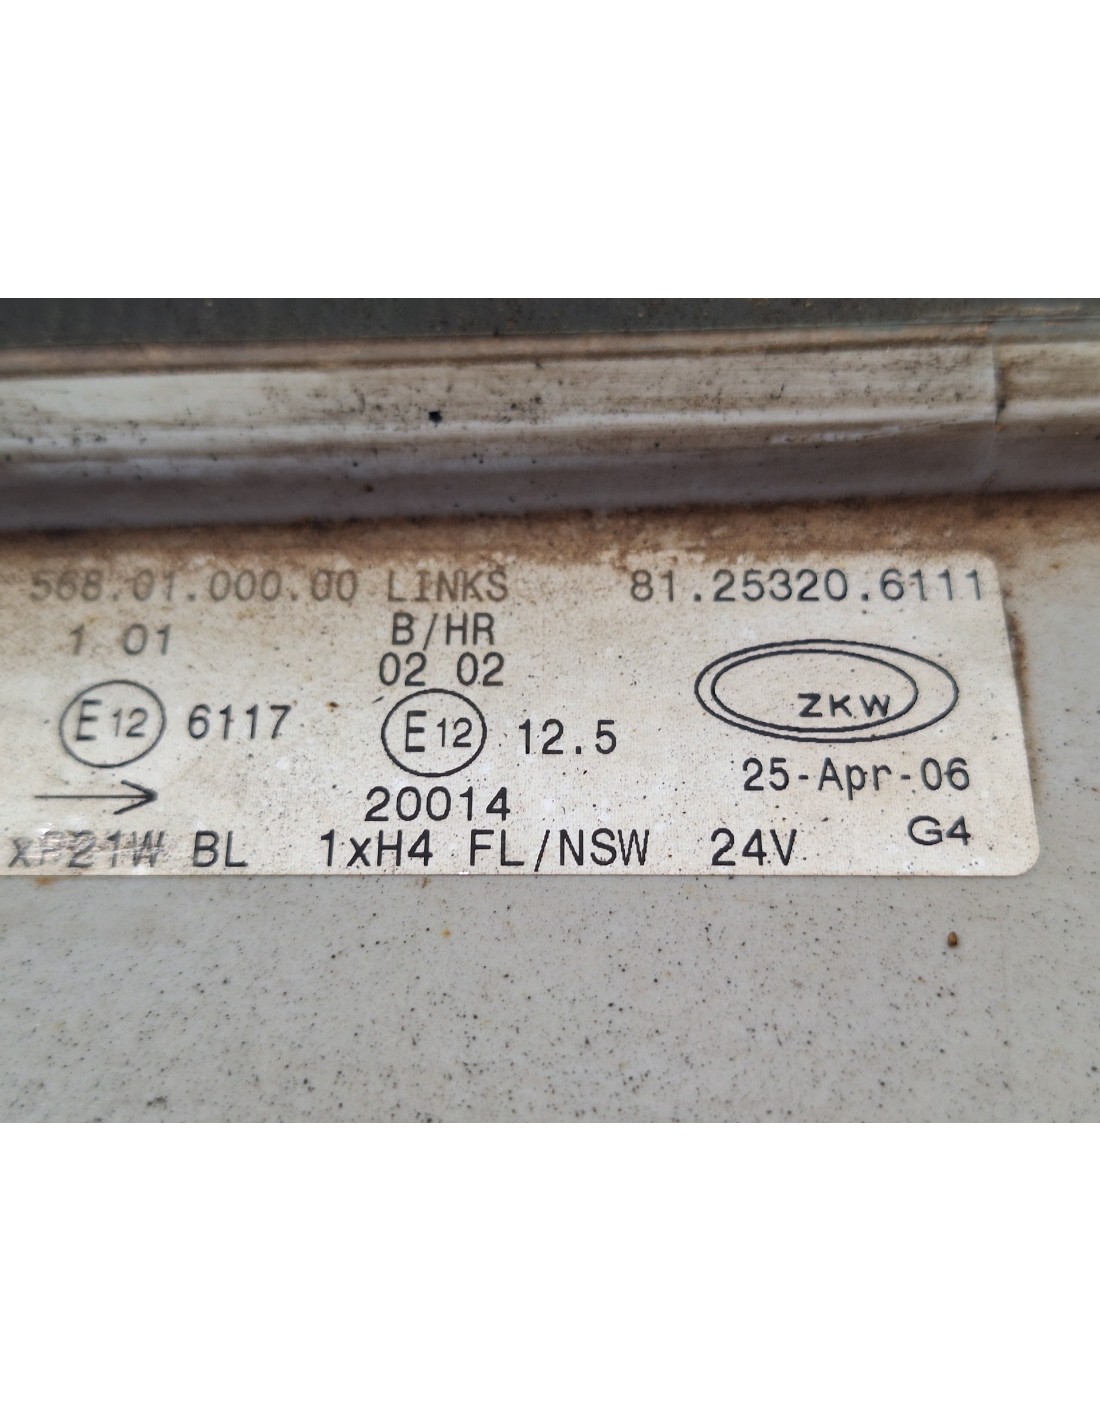 568.01.000.00 LINKS 81.25320.6111
1 01 B/HR
02 02
E12 6117 E12 12.5 ZKW
20014 25-Apr-06
xP21W BL 1xH4 FL/NSW 24V G4